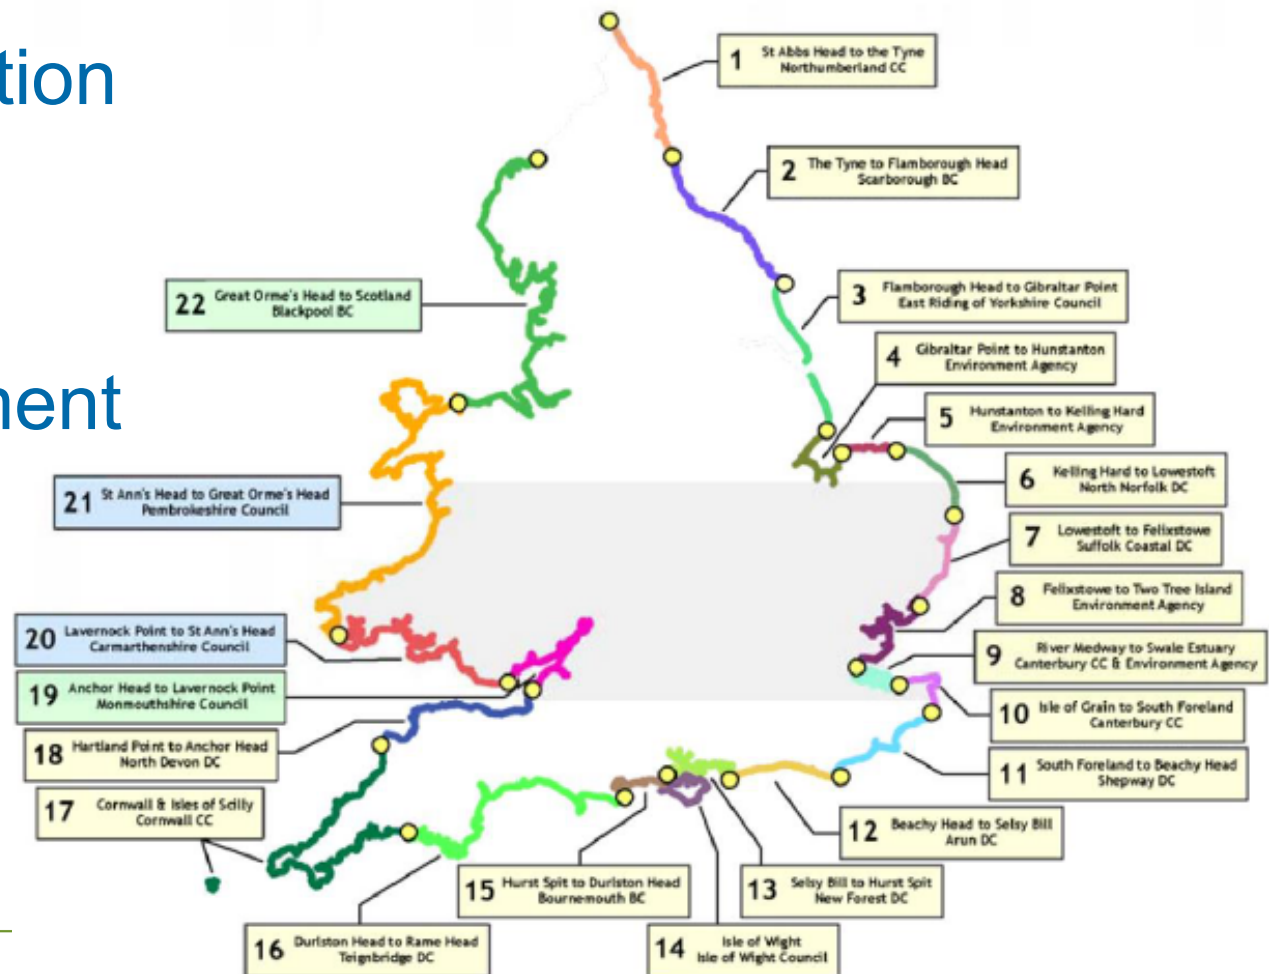 tion
ment
1 St Abbs Head to the Tyne
Northumberland CC
2 The Tyne to Flamborough Head
Scarborough BC
3 Flamborough Head to Gibraltar Point
East Riding of Yorkshire Council
4 Gibraltar Point to Hunstanton
Environment Agency
5 Hunstanton to Kelling Hard
Environment Agency
6 Kelling Hard to Lowestoft
North Norfolk DC
7 Lowestoft to Felixstowe
Suffolk Coastal DC
8 Felixstowe to Two Tree Island
Environment Agency
9 River Medway to Swale Estuary
Canterbury CC & Environment Agency
10 Isle of Grain to South Foreland
Canterbury CC
11 South Foreland to Beachy Head
Shepway DC
12 Beachy Head to Selsy Bill
Arun DC
13 Selsy Bill to Hurst Spit
New Forest DC
14 Isle of Wight
Isle of Wight Council
15 Hurst Spit to Durlston Head
Bournemouth BC
16 Durlston Head to Rame Head
Teignbridge DC
17 Cornwall & Isles of Scilly
Cornwall CC
18 Hartland Point to Anchor Head
North Devon DC
19 Anchor Head to Lavernock Point
Monmouthshire Council
20 Lavernock Point to St Ann's Head
Carmarthenshire Council
21 St Ann's Head to Great Orme's Head
Pembrokeshire Council
22 Great Orme's Head to Scotland
Blackpool BC